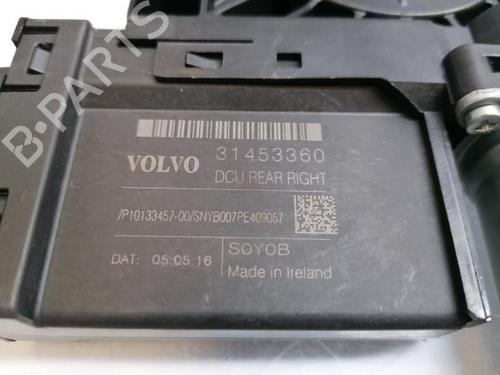 31453360
VOLVO
DCU REAR RIGHT
/P10133457-00/SNYB007PE409057
S0Y0B
DAT: 05.05.16
Made in Ireland
B-PARTS